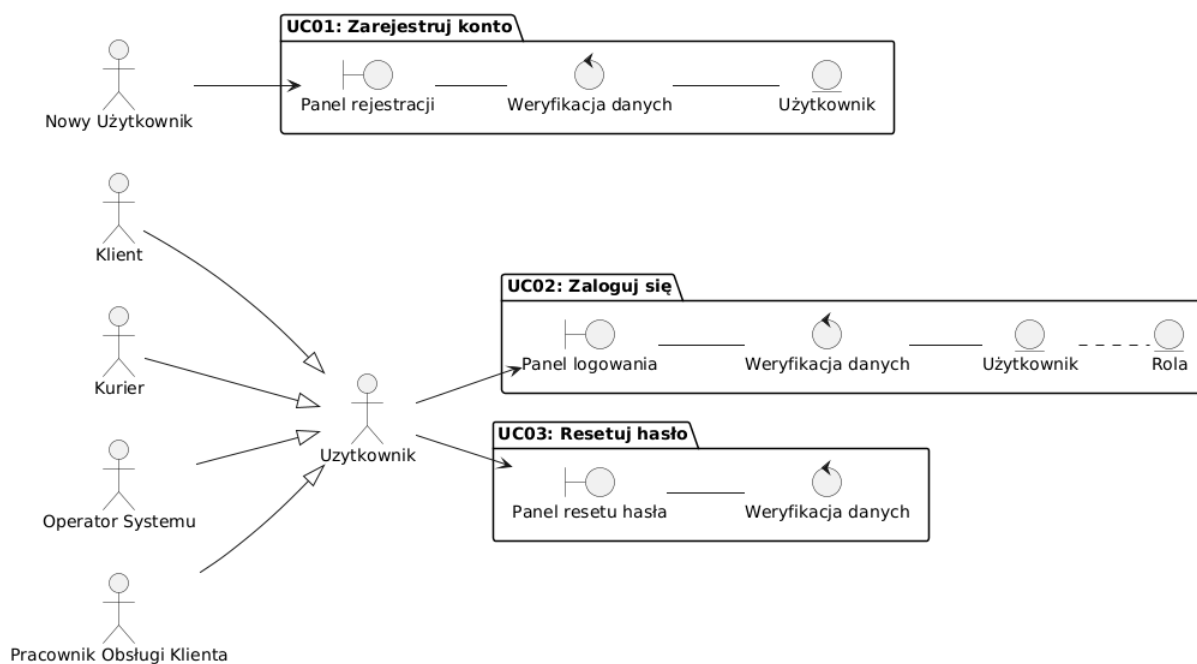 UC01: Zarejestruj konto
Nowy Użytkownik
Panel rejestracji
Weryfikacja danych
Użytkownik
Klient
Kurier
Operator Systemu
Pracownik Obsługi Klienta
Uzytkownik
UC02: Zaloguj się
Panel logowania
Weryfikacja danych
Użytkownik
Rola
UC03: Resetuj hasło
Panel resetu hasła
Weryfikacja danych